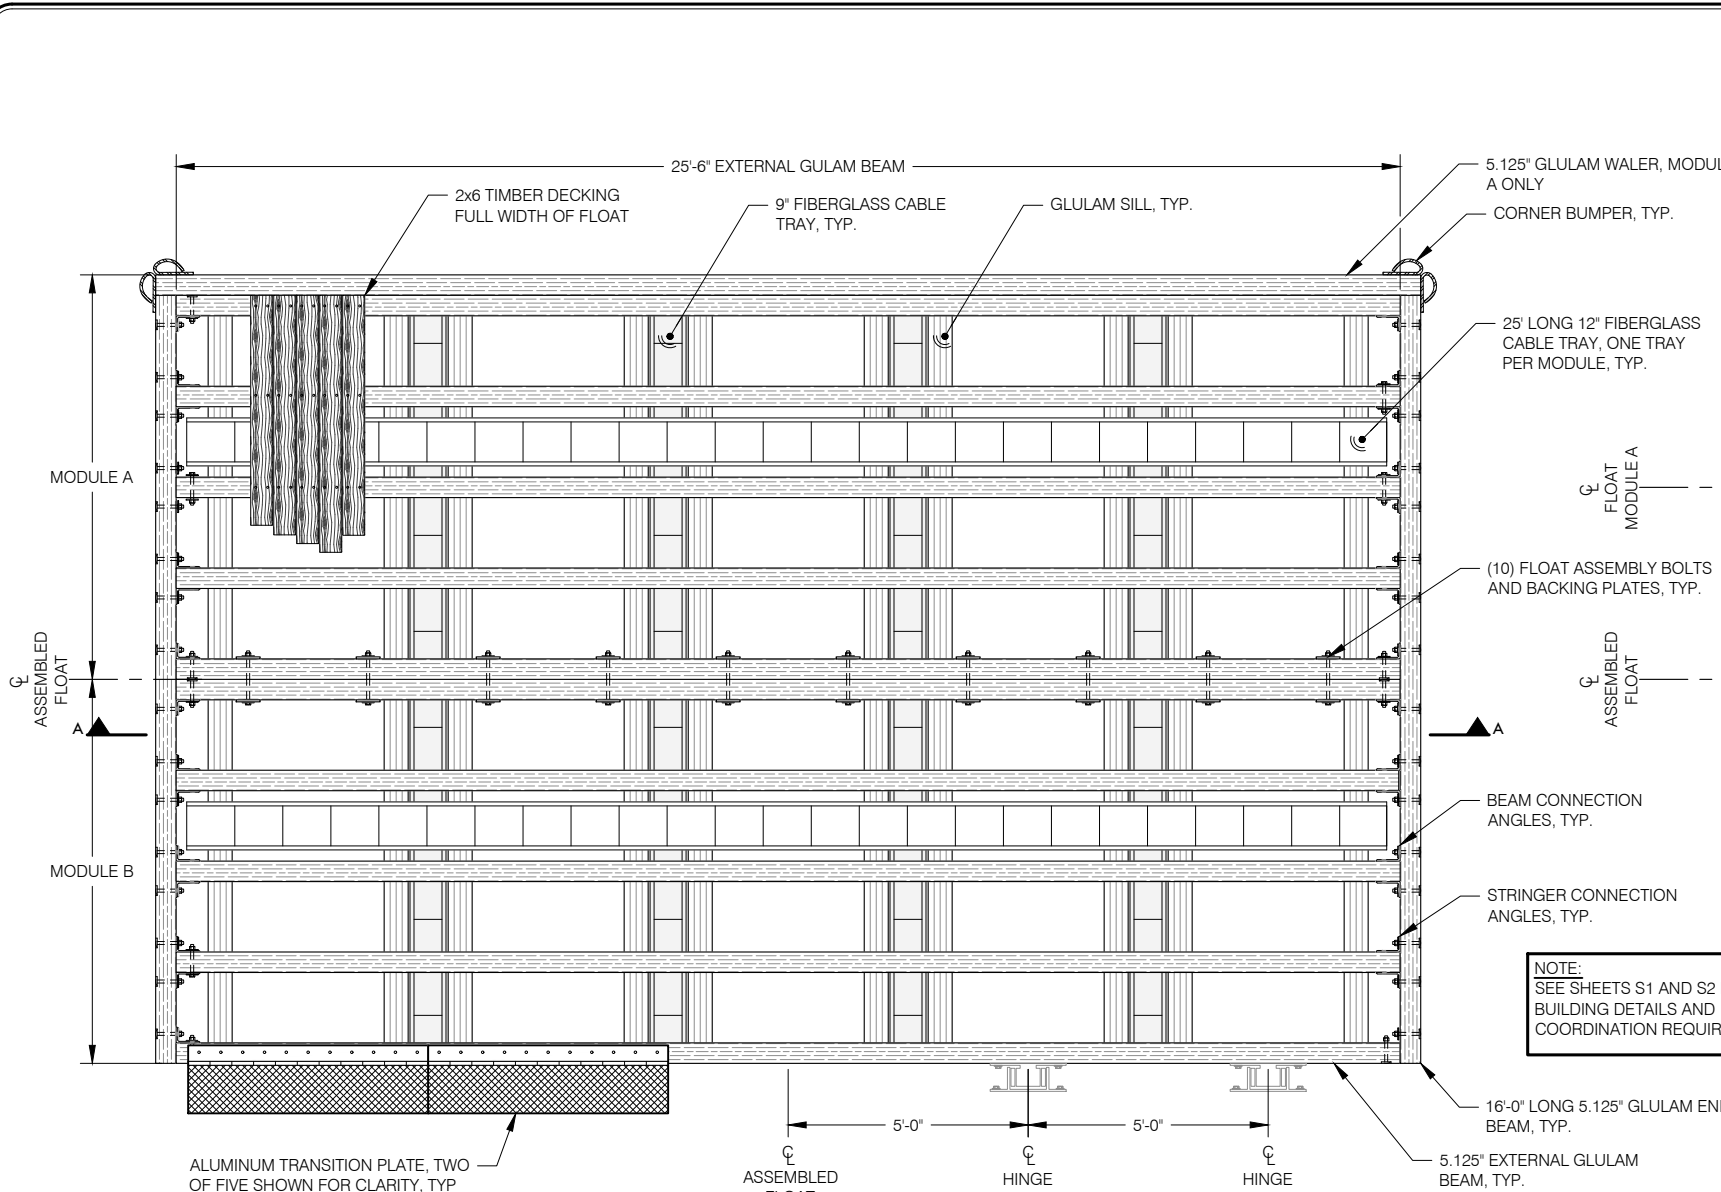 25'-6" EXTERNAL GULAM BEAM
2x6 TIMBER DECKING
FULL WIDTH OF FLOAT
9" FIBERGLASS CABLE
TRAY, TYP.
GLULAM SILL, TYP.
5.125" GLULAM WALER, MODUL
A ONLY
CORNER BUMPER, TYP.
25' LONG 12" FIBERGLASS
CABLE TRAY, ONE TRAY
PER MODULE, TYP.
MODULE A
℄
FLOAT
MODULE A
(10) FLOAT ASSEMBLY BOLTS
AND BACKING PLATES, TYP.
℄
ASSEMBLED
FLOAT
℄
ASSEMBLED
FLOAT
A
A
BEAM CONNECTION
ANGLES, TYP.
MODULE B
STRINGER CONNECTION
ANGLES, TYP.
NOTE:
SEE SHEETS S1 AND S2
BUILDING DETAILS AND
COORDINATION REQUIR
16'-0" LONG 5.125" GLULAM EN
BEAM, TYP.
5'-0"
5'-0"
℄
ASSEMBLED
FLOAT
℄
HINGE
℄
HINGE
5.125" EXTERNAL GLULAM
BEAM, TYP.
ALUMINUM TRANSITION PLATE, TWO
OF FIVE SHOWN FOR CLARITY, TYP